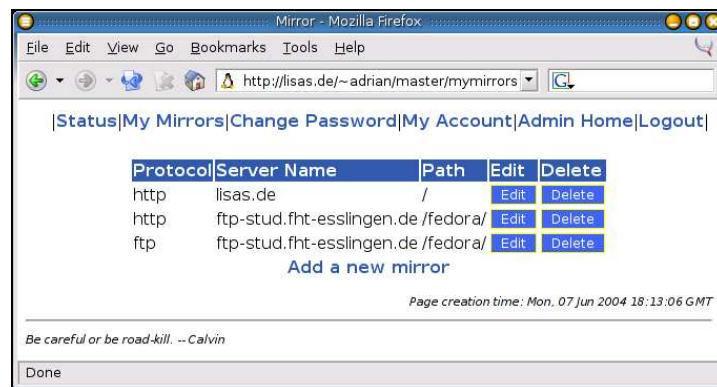 Mirror - Mozilla Firefox
File Edit View Go Bookmarks Tools Help
http://lisas.de/~adrian/master/mymirrors G
|Status|My Mirrors|Change Password|My Account|Admin Home|Logout|
Protocol Server Name Path Edit Delete
http lisas.de / Edit Delete
http ftp-stud.fht-esslingen.de /fedora/ Edit Delete
ftp ftp-stud.fht-esslingen.de /fedora/ Edit Delete
Add a new mirror
Page creation time: Mon, 07 Jun 2004 18:13:06 GMT
Be careful or be road-kill. -- Calvin
Done